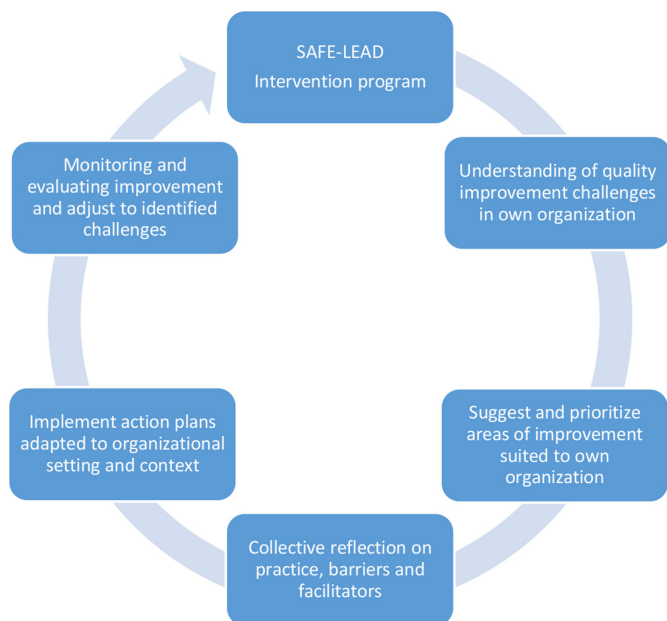 SAFE-LEAD
Intervention program
Understanding of quality
improvement challenges
in own organization
Suggest and prioritize
areas of improvement
suited to own
organization
Collective reflection on
practice, barriers and
facilitators
Implement action plans
adapted to organizational
setting and context
Monitoring and
evaluating improvement
and adjust to identified
challenges